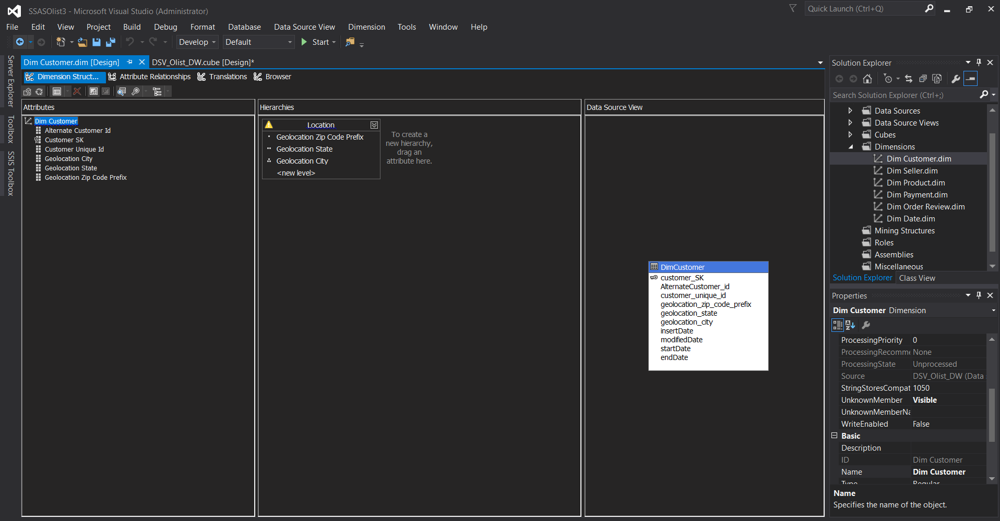 SSASOlist3 - Microsoft Visual Studio (Administrator)
Quick Launch (Ctrl+Q)
File Edit View Project Build Debug Format Database Data Source View Dimension Tools Window Help
Develop Default Start
Server Explorer
Toolbox
SSIS Toolbox
Dim Customer.dim [Design] DSV_Olist_DW.cube [Design]*
Dimension Struct... Attribute Relationships Translations Browser
Attributes
Dim Customer
Alternate Customer Id
Customer SK
Customer Unique Id
Geolocation City
Geolocation State
Geolocation Zip Code Prefix
Hierarchies
Location
Geolocation Zip Code Prefix
Geolocation State
Geolocation City
<new level>
To create a
new hierarchy,
drag an
attribute here.
Data Source View
DimCustomer
customer_SK
AlternateCustomer_id
customer_unique_id
geolocation_zip_code_prefix
geolocation_state
geolocation_city
insertDate
modifiedDate
startDate
endDate
Solution Explorer
Search Solution Explorer (Ctrl+;)
Data Sources
Data Source Views
Cubes
Dimensions
Dim Customer.dim
Dim Seller.dim
Dim Product.dim
Dim Payment.dim
Dim Order Review.dim
Dim Date.dim
Mining Structures
Roles
Assemblies
Miscellaneous
Solution Explorer Class View
Properties
Dim Customer Dimension
ProcessingPriority 0
ProcessingRecomme None
ProcessingState Unprocessed
Source DSV_Olist_DW (Data
StringStoresCompat 1050
UnknownMember Visible
UnknownMemberNa
WriteEnabled False
Basic
Description
ID Dim Customer
Name Dim Customer
Type Regular
Name
Specifies the name of the object.